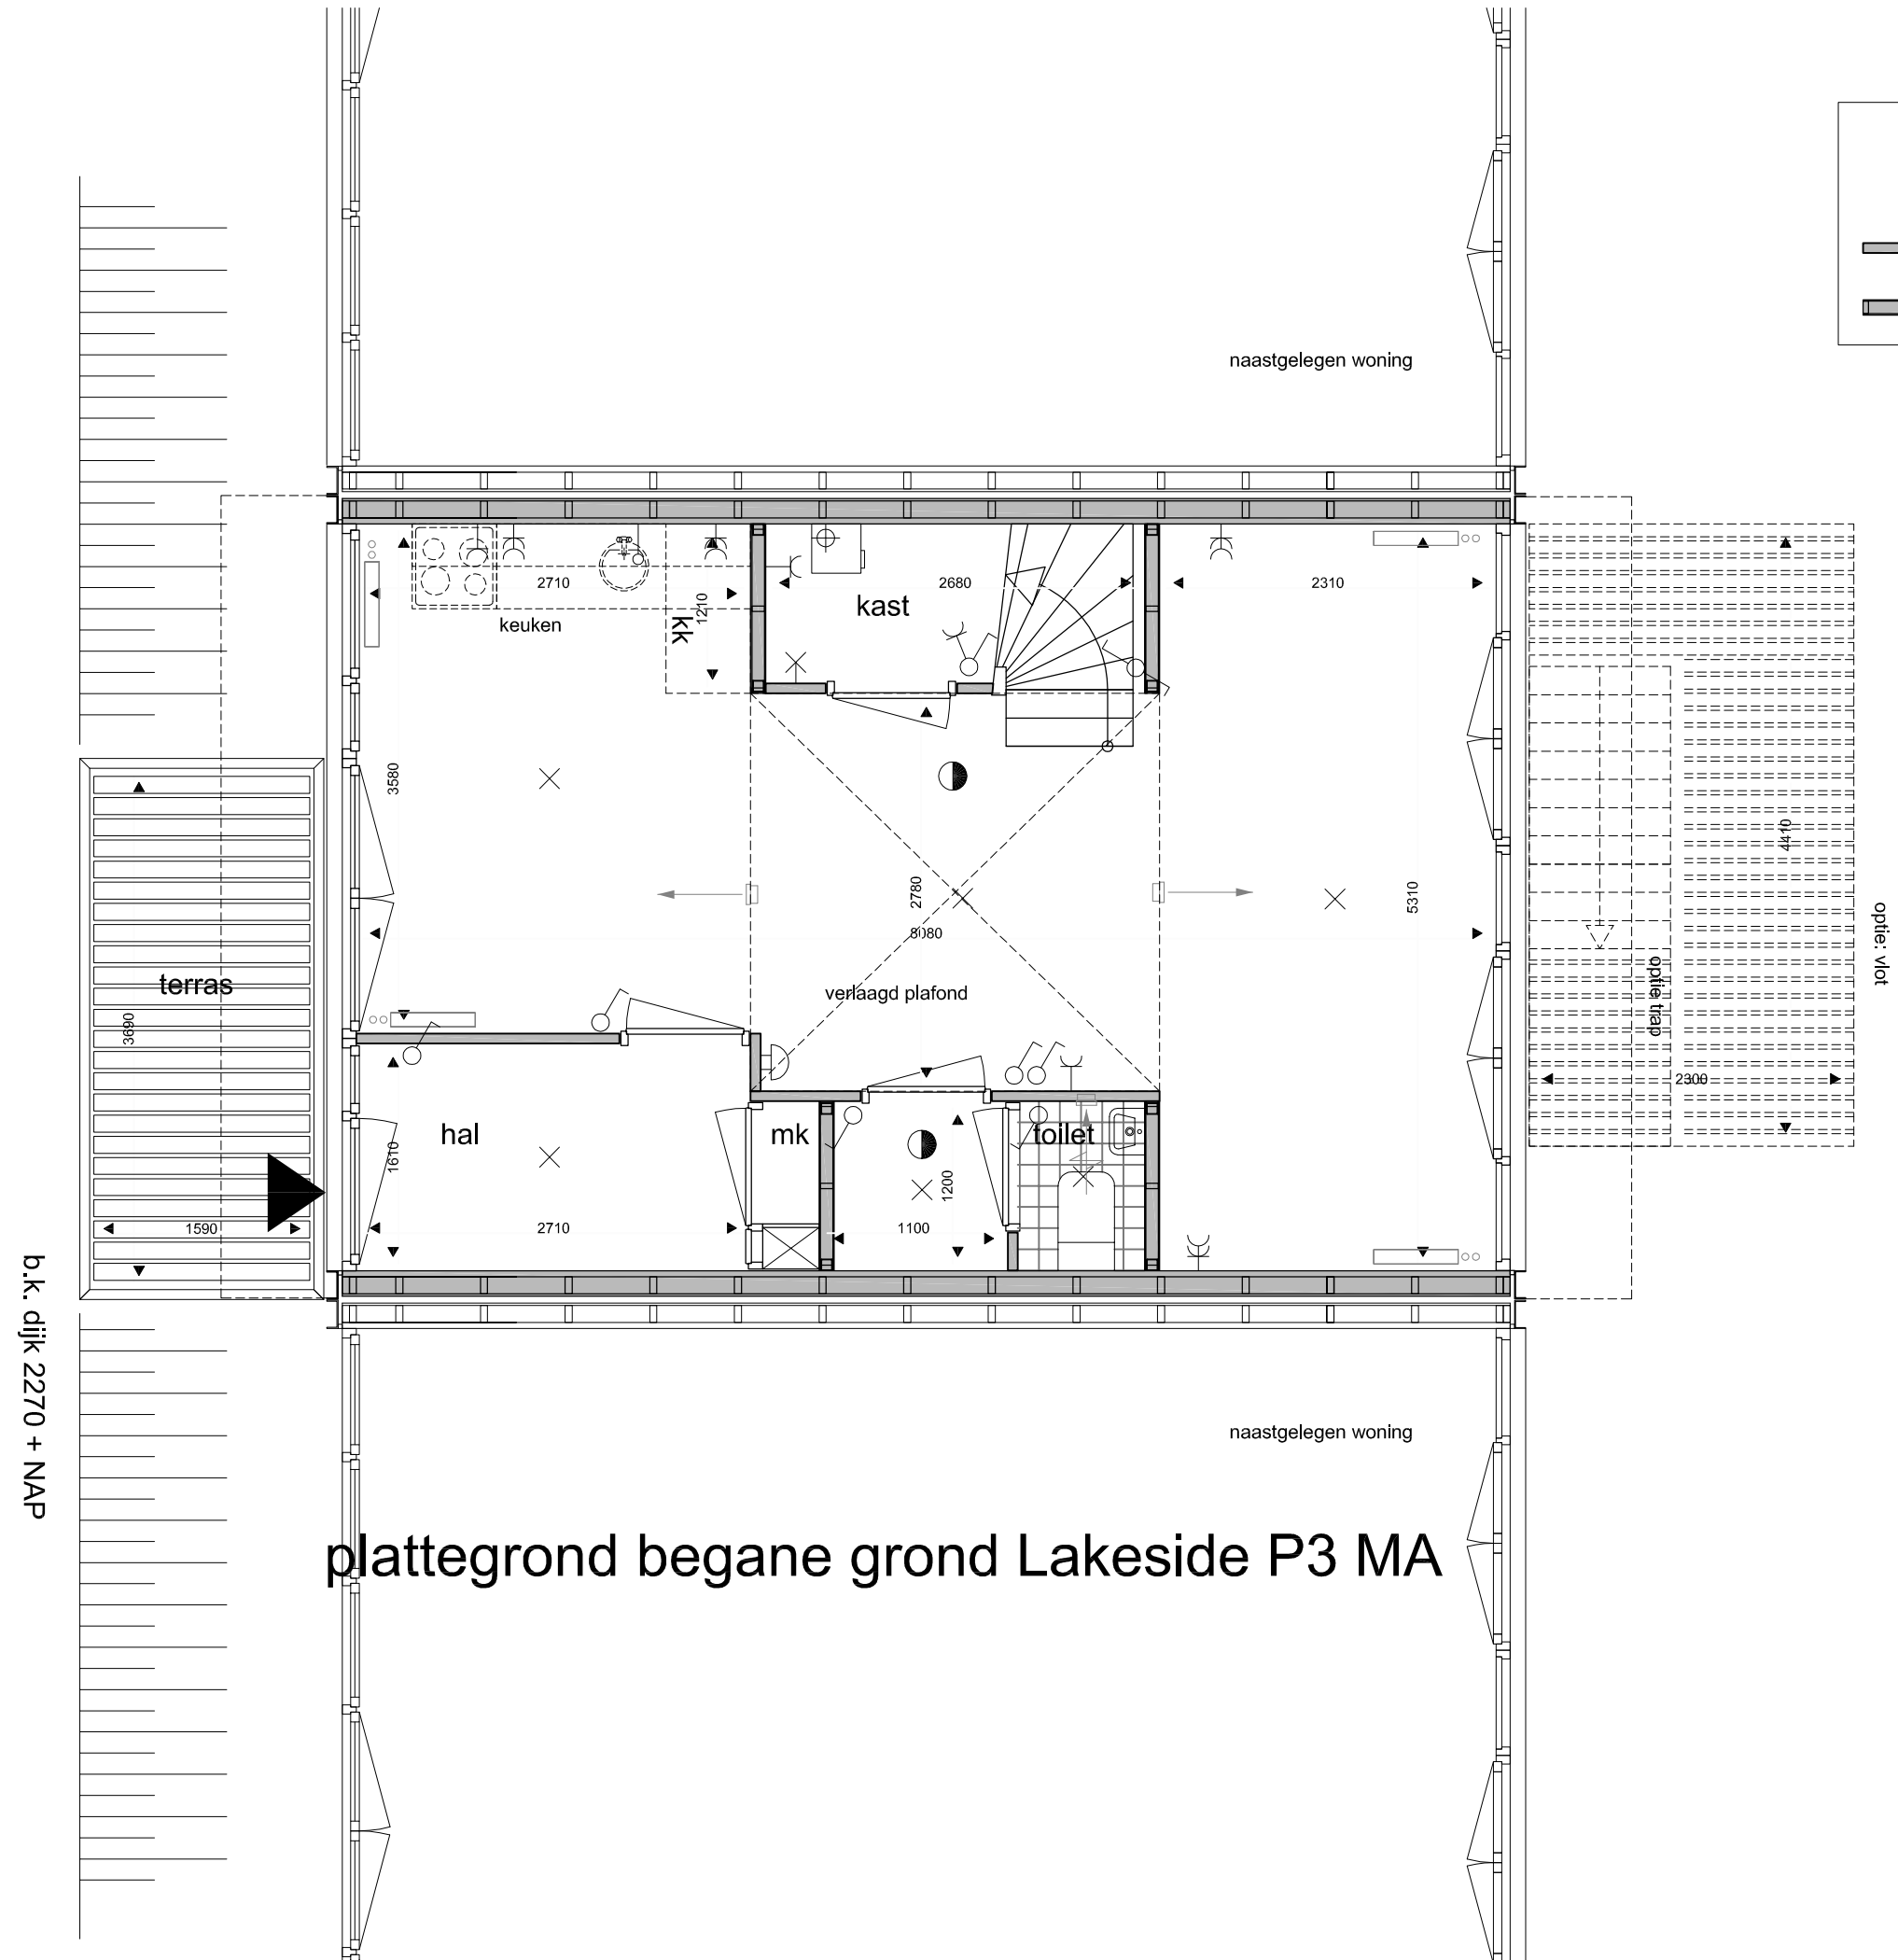 naastgelegen woning
2710
2680
2310
kast
1210
keuken
kk
3580
4410
2780
5310
optie: vlot
8080
terras
verlaagd plafond
optie trap
3690
2300
hal
mk
toilet
1610
1200
1590
2710
1100
b.k. dijk 2270 + NAP
naastgelegen woning
plattegrond begane grond Lakeside P3 MA